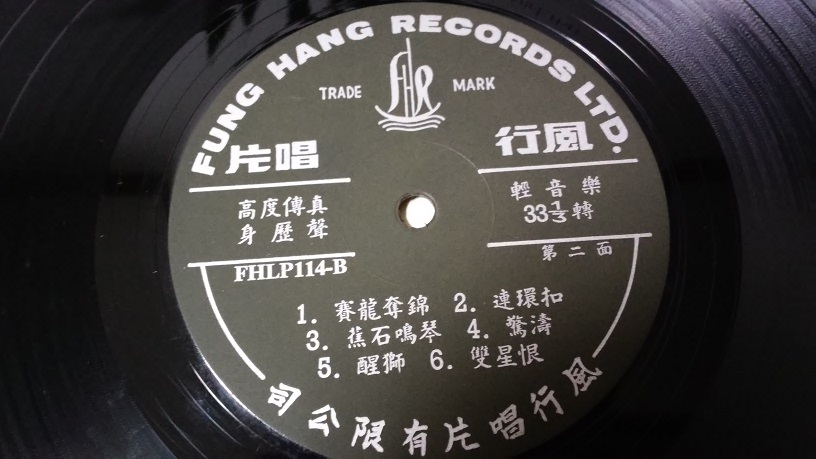 FUNG HANG RECORDS LTD.
TRADE MARK
FHR
片唱 行風
高度傳真
身歷聲
輕音樂
33⅓轉
FHLP114-B
第二面
1. 賽龍奪錦 2. 連環扣
3. 蕉石鳴琴 4. 驚濤
5. 醒獅 6. 雙星恨
司公限有片唱行風